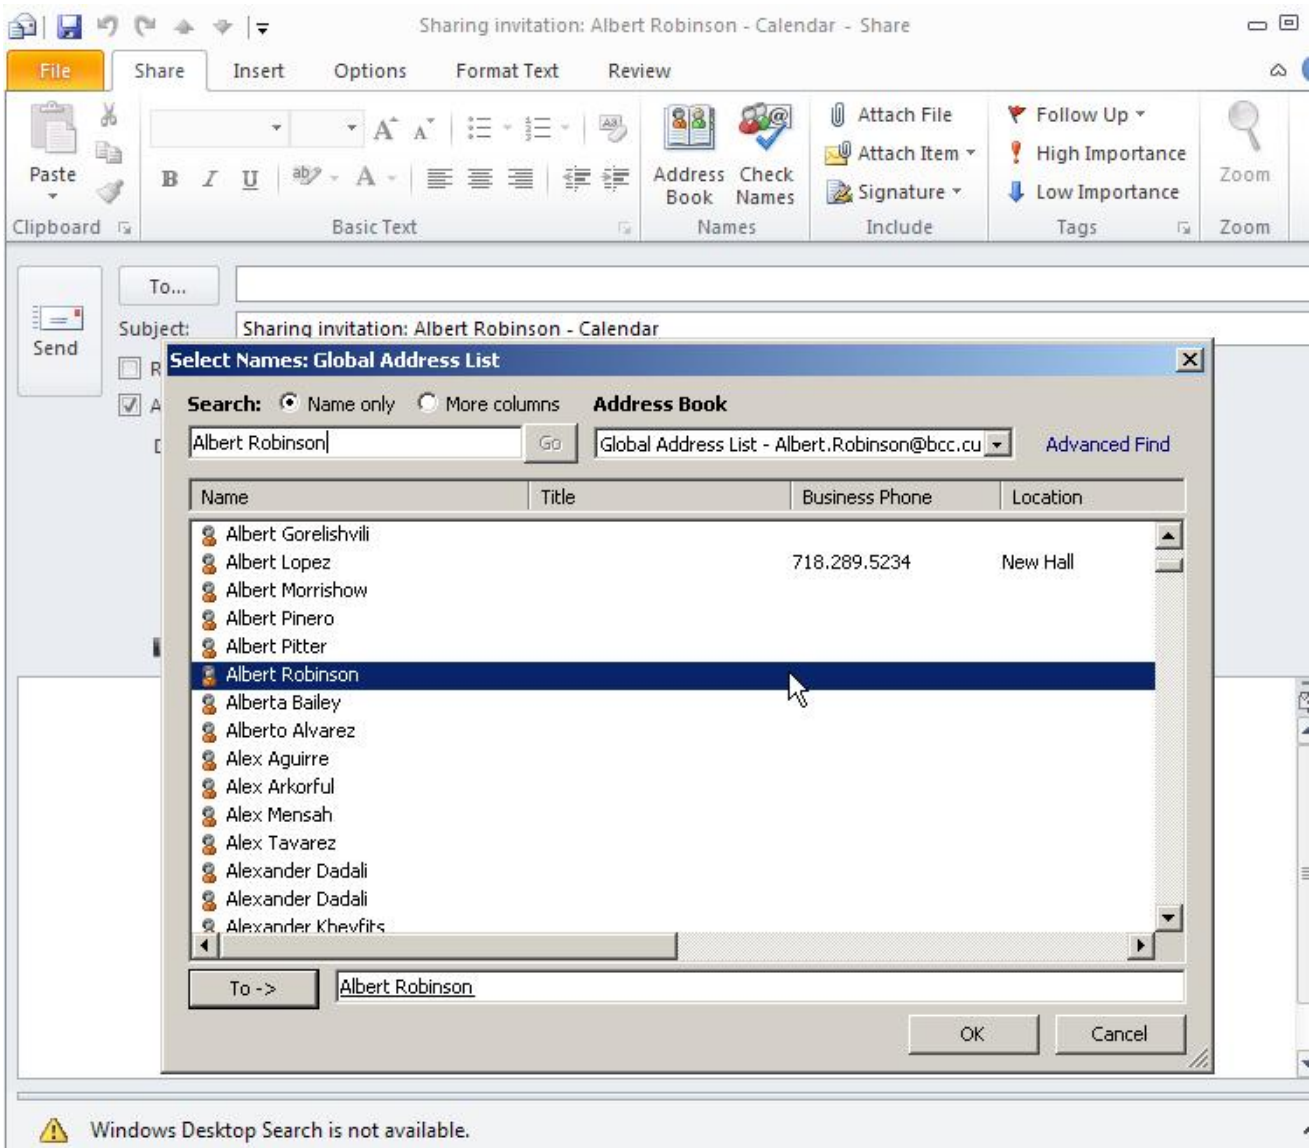 Sharing invitation: Albert Robinson - Calendar - Share
File Share Insert Options Format Text Review
Paste
Clipboard
B I U ab A
Basic Text
Address Book
Check Names
Names
Attach File
Attach Item
Signature
Include
Follow Up
High Importance
Low Importance
Tags
Zoom
Zoom
Send
To...
Subject: Sharing invitation: Albert Robinson - Calendar
Select Names: Global Address List
Search: Name only More columns Address Book
Albert Robinson Go Global Address List - Albert.Robinson@bcc.cu Advanced Find
Name Title Business Phone Location
Albert Gorelishvili
Albert Lopez 718.289.5234 New Hall
Albert Morrishow
Albert Pinero
Albert Pitter
Albert Robinson
Alberta Bailey
Alberto Alvarez
Alex Aguirre
Alex Arkorful
Alex Mensah
Alex Tavarez
Alexander Dadali
Alexander Dadali
Alexander Kheyfits
To -> Albert Robinson
OK Cancel
Windows Desktop Search is not available.